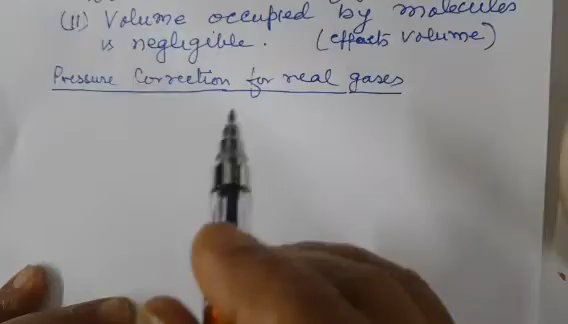 (II) Volume occupied by molecules
is negligible. (effects volume)
Pressure Correction for real gases